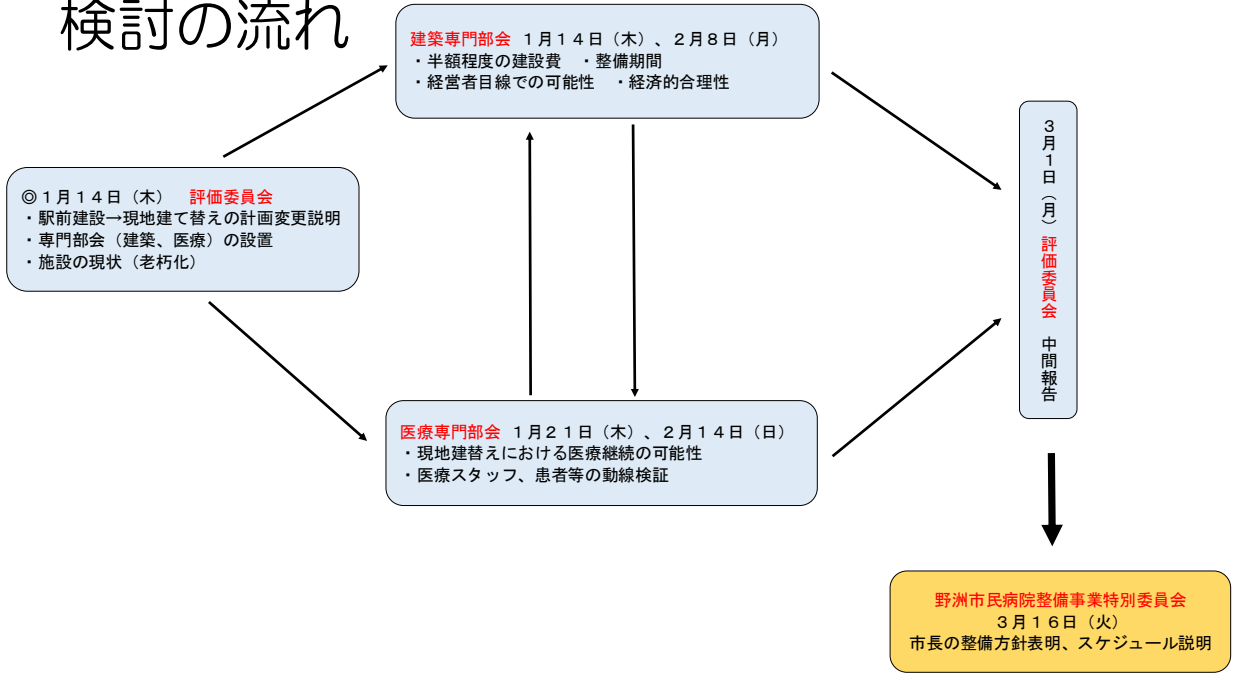 検討の流れ
建築専門部会 1月14日（木）、2月8日（月）
・半額程度の建設費　・整備期間
・経営者目線での可能性　・経済的合理性
◎1月14日（木）　評価委員会
・駅前建設→現地建て替えの計画変更説明
・専門部会（建築、医療）の設置
・施設の現状（老朽化）
医療専門部会 1月21日（木）、2月14日（日）
・現地建替えにおける医療継続の可能性
・医療スタッフ、患者等の動線検証
3月1日（月）評価委員会　中間報告
野洲市民病院整備事業特別委員会
3月16日（火）
市長の整備方針表明、スケジュール説明